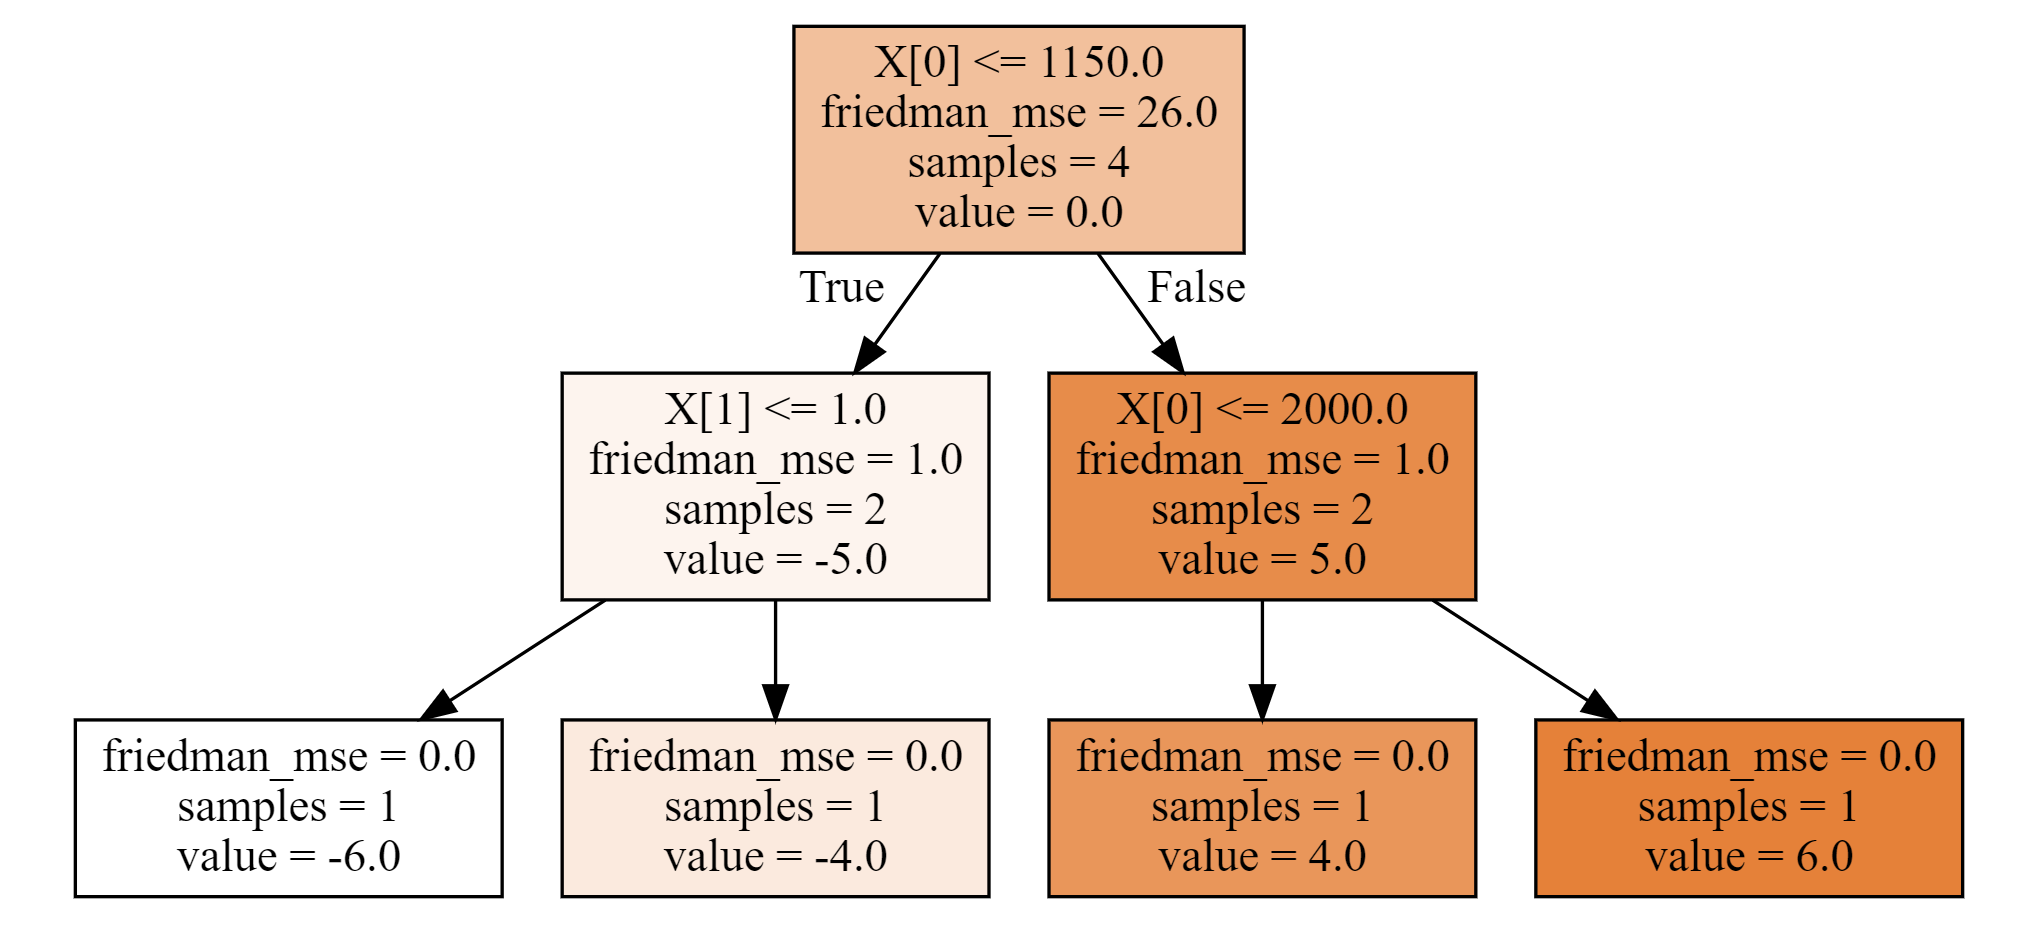 X[0] <= 1150.0
friedman_mse = 26.0
samples = 4
value = 0.0
True
False
X[1] <= 1.0
friedman_mse = 1.0
samples = 2
value = -5.0
X[0] <= 2000.0
friedman_mse = 1.0
samples = 2
value = 5.0
friedman_mse = 0.0
samples = 1
value = -6.0
friedman_mse = 0.0
samples = 1
value = -4.0
friedman_mse = 0.0
samples = 1
value = 4.0
friedman_mse = 0.0
samples = 1
value = 6.0